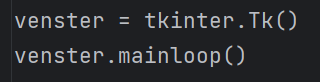 venster = tkinter.Tk()
venster.mainloop()